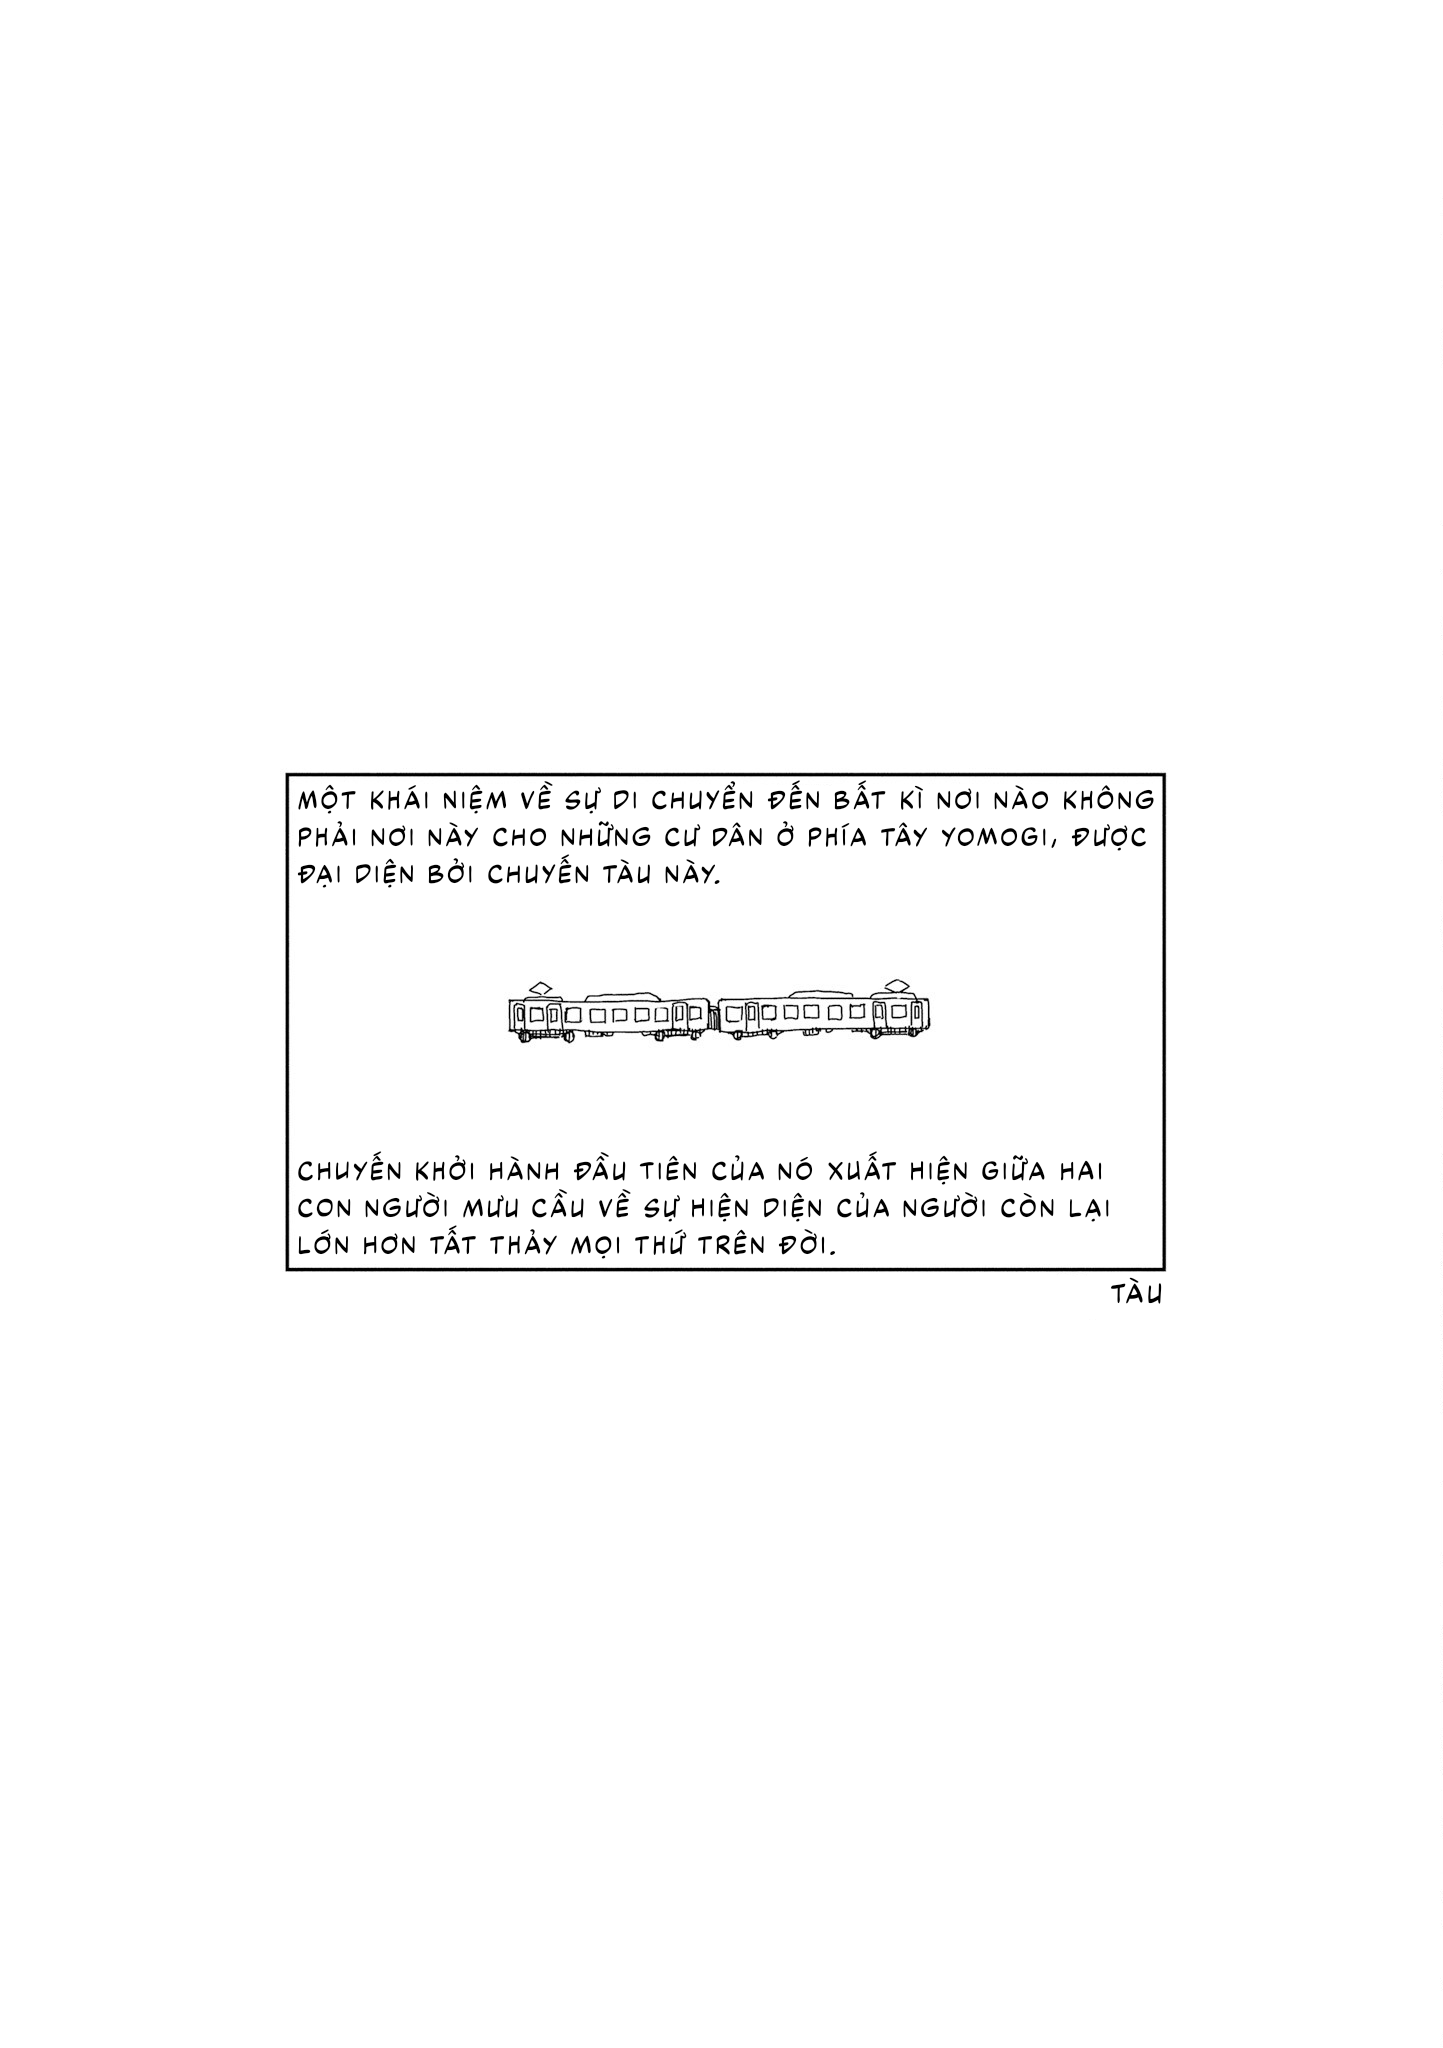 MỘT KHÁI NIỆM VỀ SỰ DI CHUYỂN ĐẾN BẤT KÌ NƠI NÀO KHÔNG
PHẢI NƠI NÀY CHO NHỮNG CƯ DÂN Ở PHÍA TÂY YOMOGI, ĐƯỢC
ĐẠI DIỆN BỞI CHUYẾN TÀU NÀY.
CHUYẾN KHỞI HÀNH ĐẦU TIÊN CỦA NÓ XUẤT HIỆN GIỮA HAI
CON NGƯỜI MƯU CẦU VỀ SỰ HIỆN DIỆN CỦA NGƯỜI CÒN LẠI
LỚN HƠN TẤT THẢY MỌI THỨ TRÊN ĐỜI.
TÀU